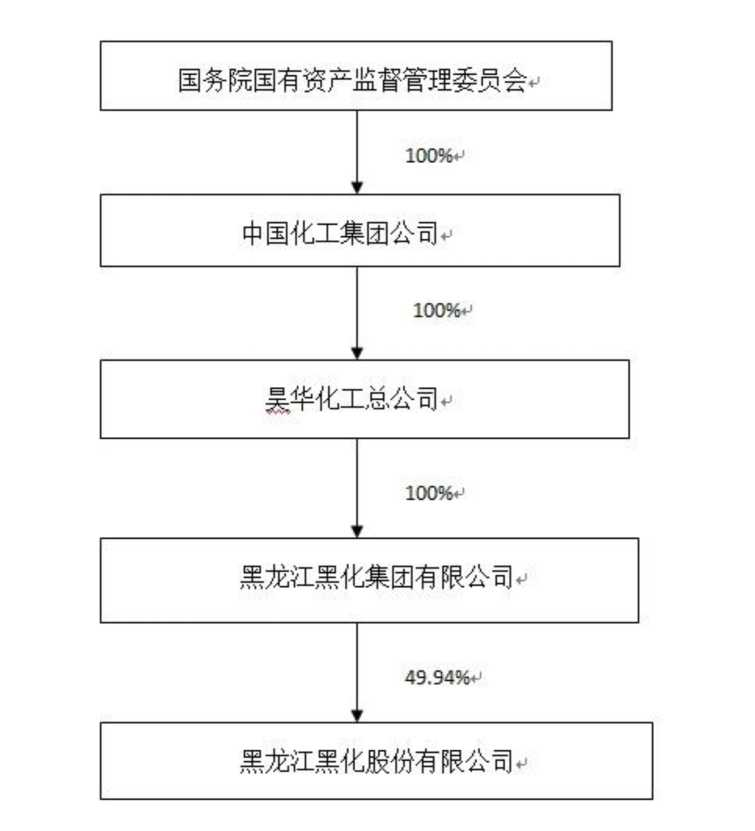 国务院国有资产监督管理委员会
100%
中国化工集团公司
100%
昊华化工总公司
100%
黑龙江黑化集团有限公司
49.94%
黑龙江黑化股份有限公司